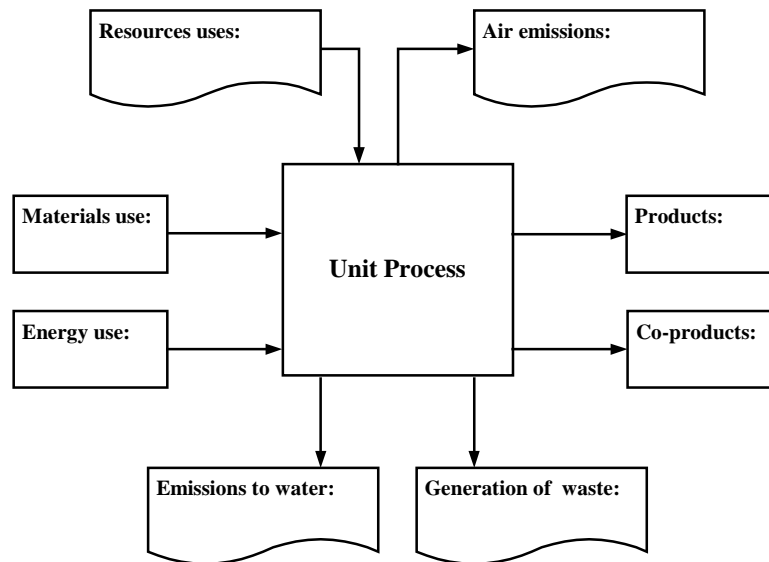 Resources uses:
Air emissions:
Materials use:
Products:
Unit Process
Energy use:
Co-products:
Emissions to water:
Generation of waste: